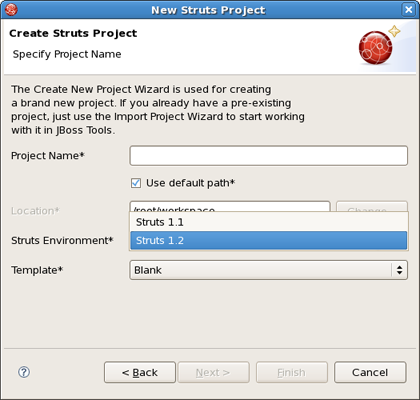 New Struts Project
Create Struts Project
Specify Project Name
The Create New Project Wizard is used for creating
a brand new project. If you already have a pre-existing
project, just use the Import Project Wizard to start working
with it in JBoss Tools.
Project Name*
Use default path*
Location* /root/workspace Change...
Struts 1.1
Struts Environment* Struts 1.2
Template* Blank
< Back Next > Finish Cancel